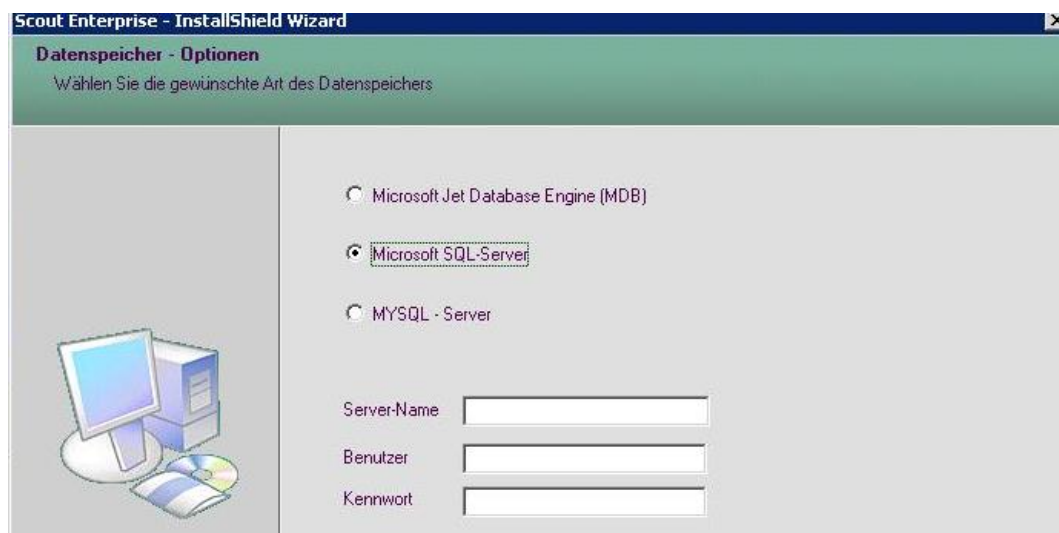 Scout Enterprise - InstallShield Wizard
Datenspeicher - Optionen
Wählen Sie die gewünschte Art des Datenspeichers
Microsoft Jet Database Engine (MDB)
Microsoft SQL-Server
MYSQL - Server
Server-Name
Benutzer
Kennwort